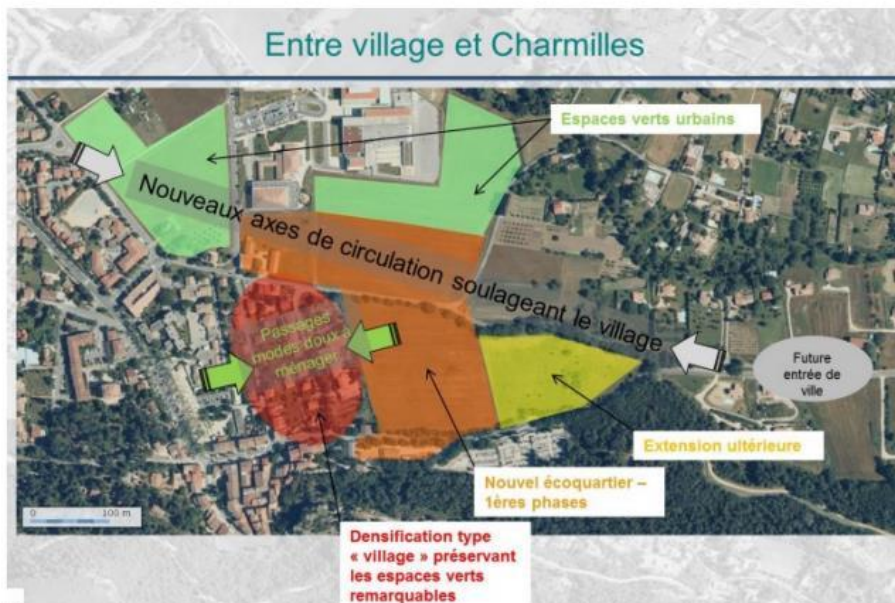 Entre village et Charmilles
Espaces verts urbains
Nouveaux axes de circulation soulageant le village
Passages
modes doux à
ménager
Future
entrée de
ville
Extension ultérieure
Nouvel écoquartier –
1ères phases
0 100 m
Densification type
« village » préservant
les espaces verts
remarquables